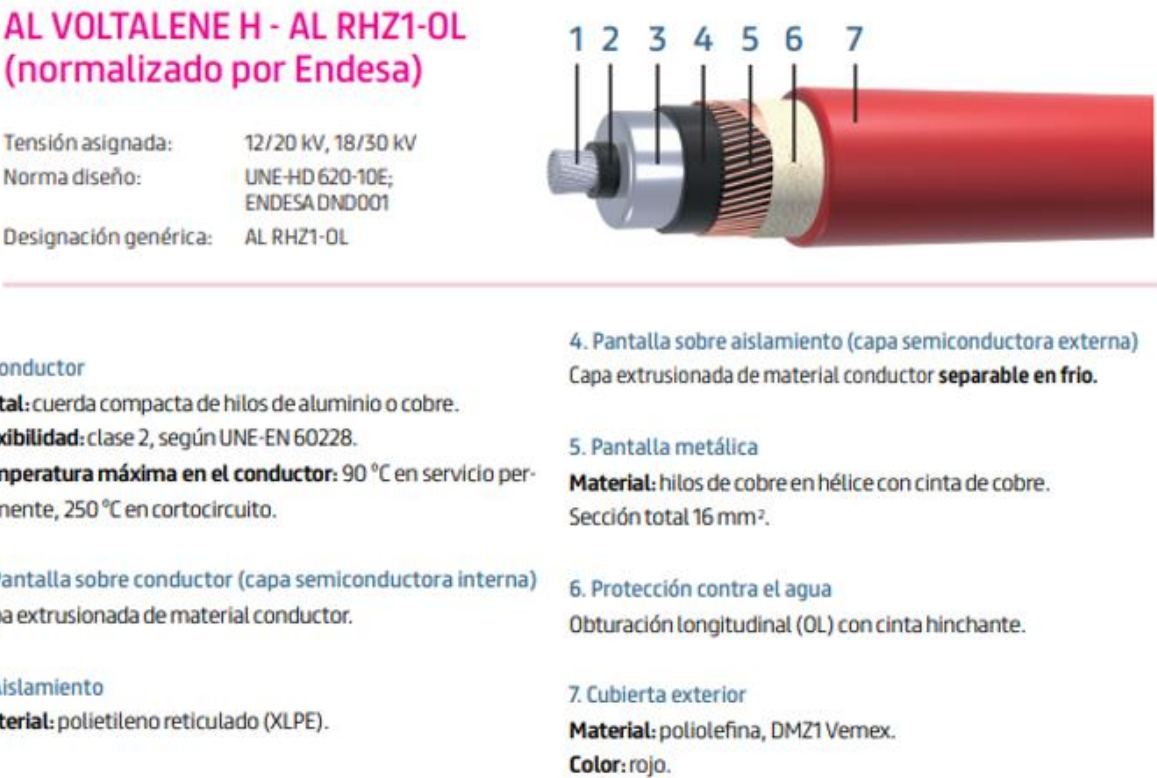 AL VOLTALENE H - AL RHZ1-OL
(normalizado por Endesa)
1 2 3 4 5 6 7
Tensión asignada: 12/20 kV, 18/30 kV
Norma diseño: UNE-HD 620-10E;
ENDESA DND001
Designación genérica: AL RHZ1-OL
onductor
tal: cuerda compacta de hilos de aluminio o cobre.
xibilidad: clase 2, según UNE-EN 60228.
mperatura máxima en el conductor: 90 °C en servicio per-
nente, 250 °C en cortocircuito.
Pantalla sobre conductor (capa semiconductora interna)
pa extrusionada de material conductor.
Aislamiento
terial: polietileno reticulado (XLPE).
4. Pantalla sobre aislamiento (capa semiconductora externa)
Capa extrusionada de material conductor separable en frio.
5. Pantalla metálica
Material: hilos de cobre en hélice con cinta de cobre.
Sección total 16 mm².
6. Protección contra el agua
Obturación longitudinal (OL) con cinta hinchante.
7. Cubierta exterior
Material: poliolefina, DMZ1 Vemex.
Color: rojo.